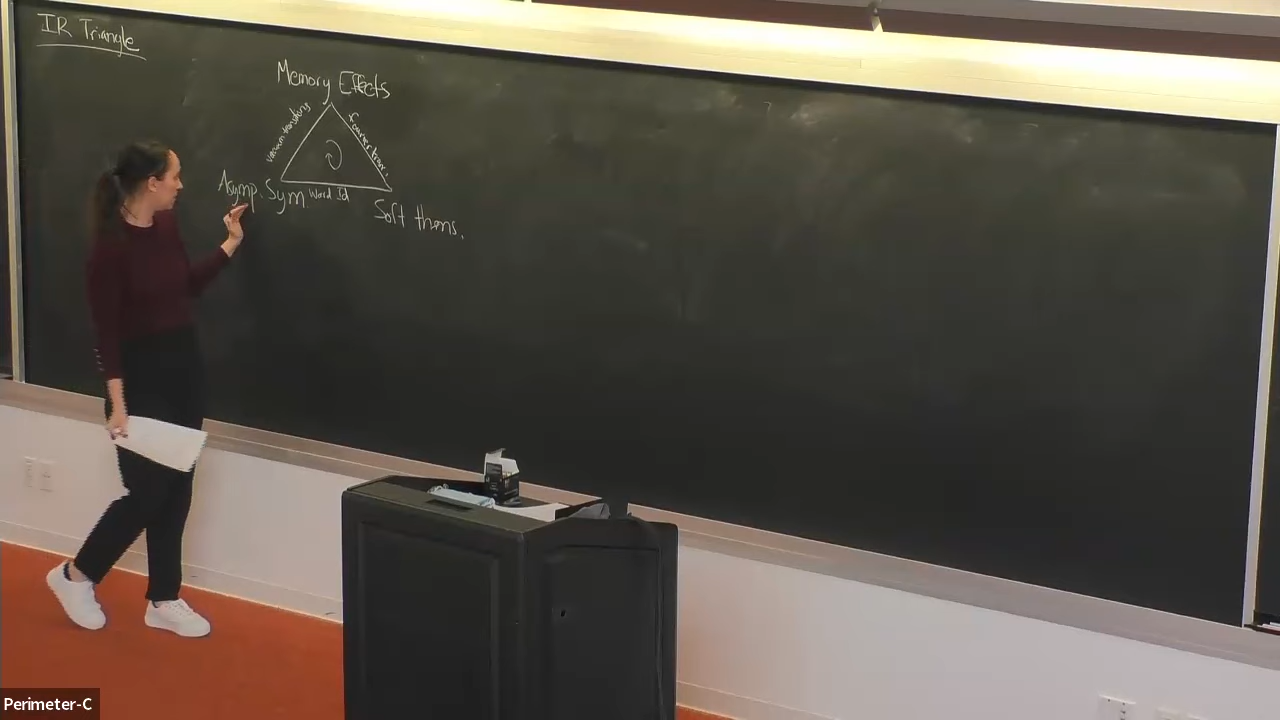 IR Triangle
Memory Effects
vacuum transitions
Fourier trans.
Asymp. Sym.
Ward Id
Soft thms.
Perimeter-C